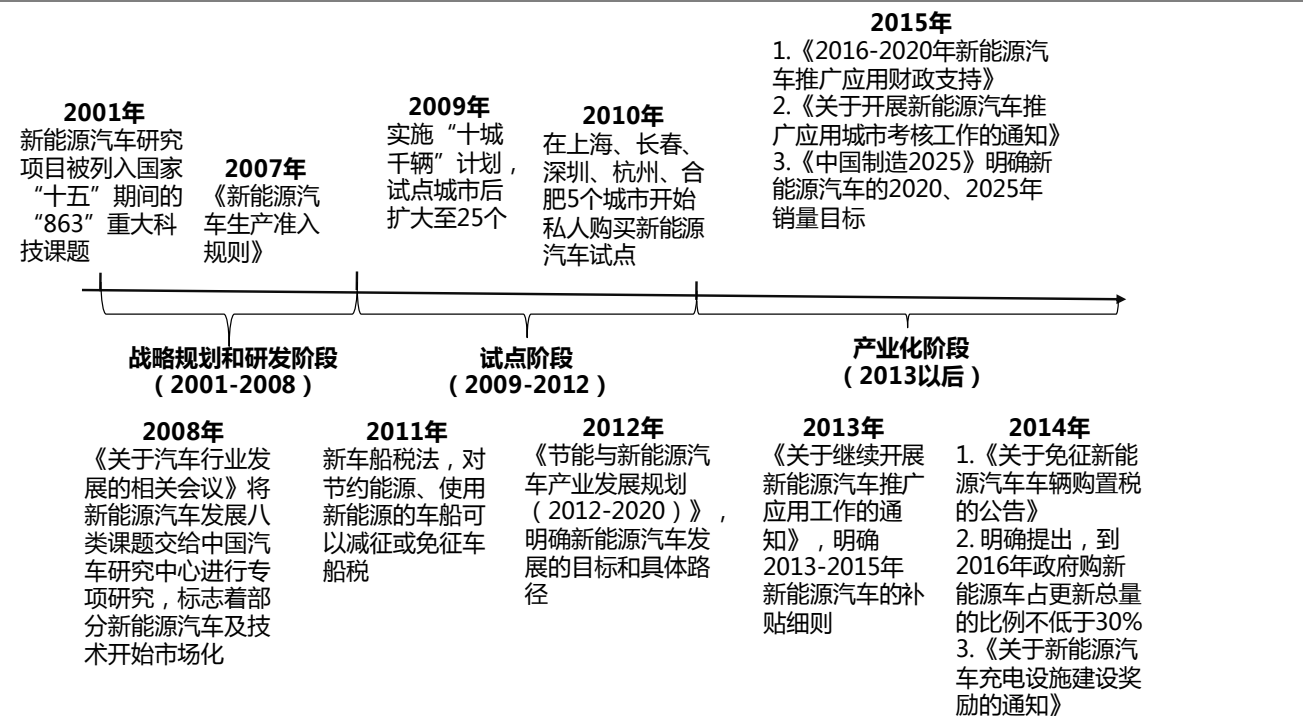 2001年
新能源汽车研究
项目被列入国家
“十五”期间的
“863”重大科
技课题
2007年
《新能源汽
车生产准入
规则》
2009年
实施“十城
千辆”计划，
试点城市后
扩大至25个
2010年
在上海、长春、
深圳、杭州、合
肥5个城市开始
私人购买新能源
汽车试点
2015年
1.《2016-2020年新能源汽
车推广应用财政支持》
2.《关于开展新能源汽车推
广应用城市考核工作的通知》
3.《中国制造2025》明确新
能源汽车的2020、2025年
销量目标
战略规划和研发阶段
（2001-2008）
试点阶段
（2009-2012）
产业化阶段
（2013以后）
2008年
《关于汽车行业发
展的相关会议》将
新能源汽车发展八
类课题交给中国汽
车研究中心进行专
项研究，标志着部
分新能源汽车及技
术开始市场化
2011年
新车船税法，对
节约能源、使用
新能源的车船可
以减征或免征车
船税
2012年
《节能与新能源汽
车产业发展规划
（2012-2020）》，
明确新能源汽车发
展的目标和具体路
径
2013年
《关于继续开展
新能源汽车推广
应用工作的通
知》，明确
2013-2015年
新能源汽车的补
贴细则
2014年
1.《关于免征新能
源汽车车辆购置税
的公告》
2. 明确提出，到
2016年政府购新
能源车占更新总量
的比例不低于30%
3.《关于新能源汽
车充电设施建设奖
励的通知》